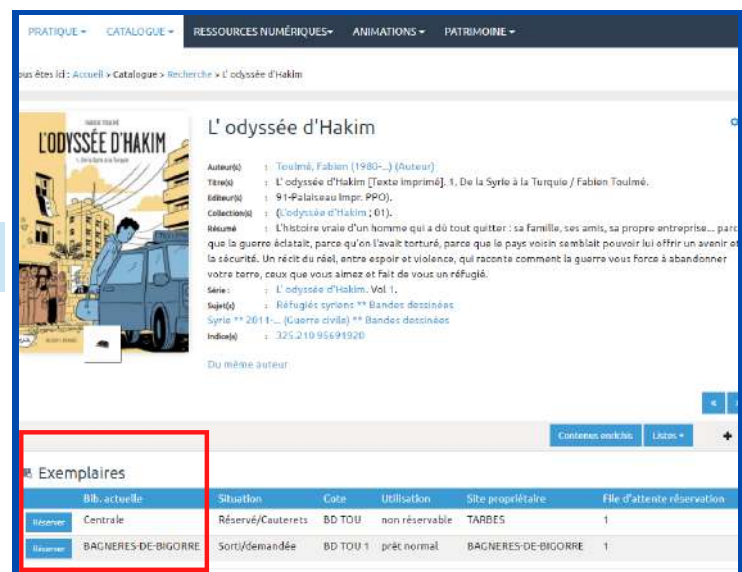 PRATIQUE CATALOGUE RESSOURCES NUMÉRIQUES ANIMATIONS PATRIMOINE
ous êtes ici : Accueil > Catalogue > Recherche > L' odyssée d'Hakim
FABIEN TOULMÉ
L'ODYSSÉE D'HAKIM
1. De la Syrie à la Turquie
L' odyssée d'Hakim
Auteur(s) : Toulmé, Fabien (1980-...) (Auteur)
Titre(s) : L' odyssée d'Hakim [Texte imprimé]. 1, De la Syrie à la Turquie / Fabien Toulmé.
Editeur(s) : 91-Palaiseau Impr. PPO).
Collection(s) : (L'odyssée d'Hakim ; 01).
Résumé : L'histoire vraie d'un homme qui a dû tout quitter : sa famille, ses amis, sa propre entreprise... parc
que la guerre éclatait, parce qu'on l'avait torturé, parce que le pays voisin semblait pouvoir lui offrir un avenir et
la sécurité. Un récit du réel, entre espoir et violence, qui raconte comment la guerre vous force à abandonner
votre terre, ceux que vous aimez et fait de vous un réfugié.
Série : : L' odyssée d'Hakim. Vol 1.
Sujet(s) : Réfugiés syriens ** Bandes dessinées
Syrie ** 2011-... (Guerre civile) ** Bandes dessinées
Indice(s) : 325.210 95691920
Du même auteur
«
Contenus enrichis Listes +
Exemplaires
Bib. actuelle Situation Cote Utilisation Site propriétaire File d'attente réservation
Réserver Centrale Réservé/Cauterets BD TOU non réservable TARBES 1
Réserver BAGNERES-DE-BIGORRE Sorti/demandée BD TOU 1 prêt normal BAGNERES-DE-BIGORRE 1